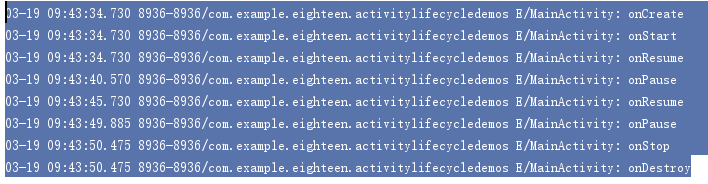 03-19 09:43:34.730 8936-8936/com.example.eighteen.activitylifecycledemos E/MainActivity: onCreate
03-19 09:43:34.730 8936-8936/com.example.eighteen.activitylifecycledemos E/MainActivity: onStart
03-19 09:43:34.730 8936-8936/com.example.eighteen.activitylifecycledemos E/MainActivity: onResume
03-19 09:43:40.570 8936-8936/com.example.eighteen.activitylifecycledemos E/MainActivity: onPause
03-19 09:43:45.730 8936-8936/com.example.eighteen.activitylifecycledemos E/MainActivity: onResume
03-19 09:43:49.885 8936-8936/com.example.eighteen.activitylifecycledemos E/MainActivity: onPause
03-19 09:43:50.475 8936-8936/com.example.eighteen.activitylifecycledemos E/MainActivity: onStop
03-19 09:43:50.475 8936-8936/com.example.eighteen.activitylifecycledemos E/MainActivity: onDestroy